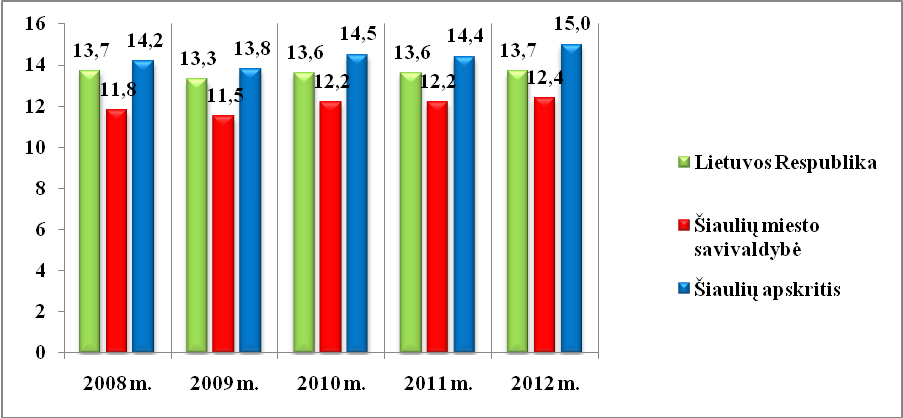 16
14
12
10
8
6
4
2
0
13,7
11,8
14,2
13,3
11,5
13,8
13,6
12,2
14,5
13,6
12,2
14,4
13,7
12,4
15,0
2008 m.
2009 m.
2010 m.
2011 m.
2012 m.
Lietuvos Respublika
Šiaulių miesto
savivaldybė
Šiaulių apskritis